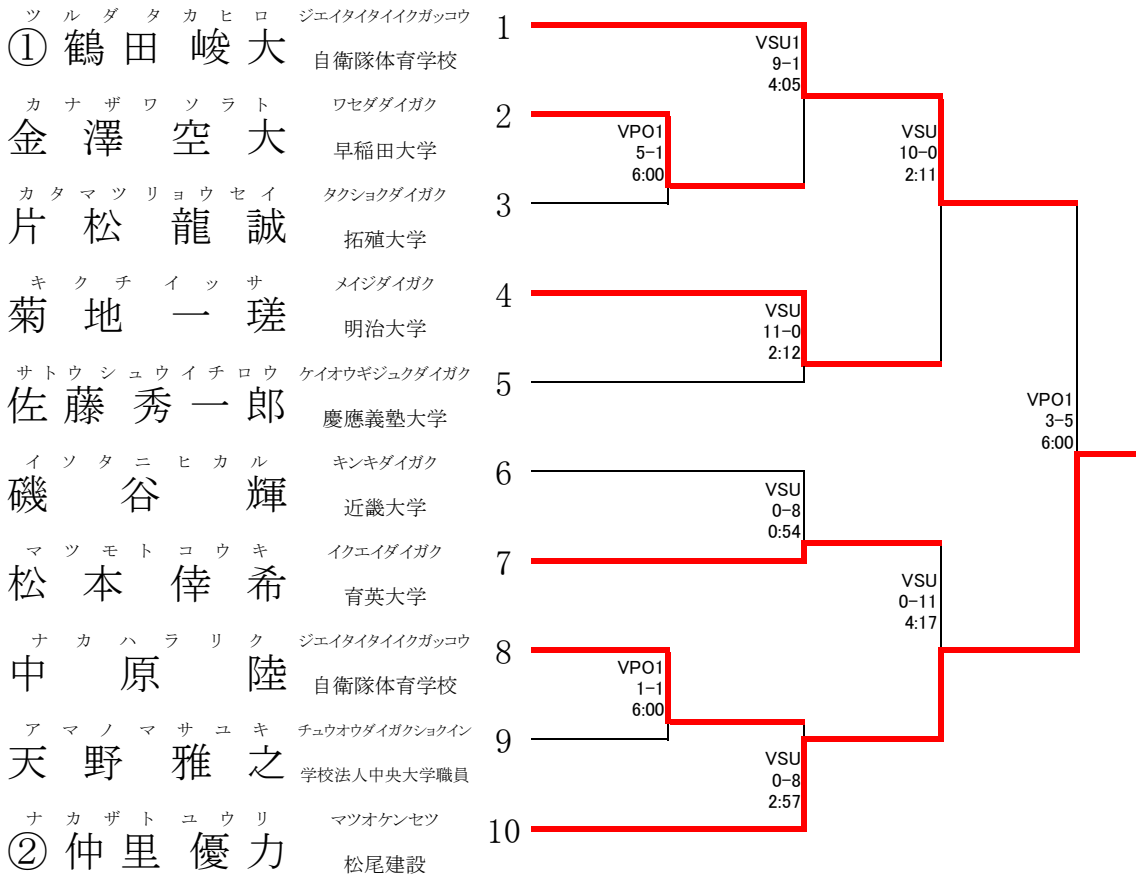 ツルダタカヒロ ジエイタイタイイクガッコウ
① 鶴田峻大 自衛隊体育学校 1
カナザワソラト ワセダダイガク
金澤空大 早稲田大学 2
カタマツリョウセイ タクショクダイガク
片松龍誠 拓殖大学 3
キクチイッサ メイジダイガク
菊地一瑳 明治大学 4
サトウシュウイチロウ ケイオウギジュクダイガク
佐藤秀一郎 慶應義塾大学 5
イソタニヒカル キンキダイガク
磯谷輝 近畿大学 6
マツモトコウキ イクエイダイガク
松本倖希 育英大学 7
ナカハラリク ジエイタイタイイクガッコウ
中原陸 自衛隊体育学校 8
アマノマサユキ チュウオウダイガクショクイン
天野雅之 学校法人中央大学職員 9
ナカザトユウリ マツオケンセツ
② 仲里優力 松尾建設 10
VPO1
5-1
6:00
VPO1
1-1
6:00
VSU1
9-1
4:05
VSU
11-0
2:12
VSU
0-8
0:54
VSU
0-8
2:57
VSU
10-0
2:11
VSU
0-11
4:17
VPO1
3-5
6:00